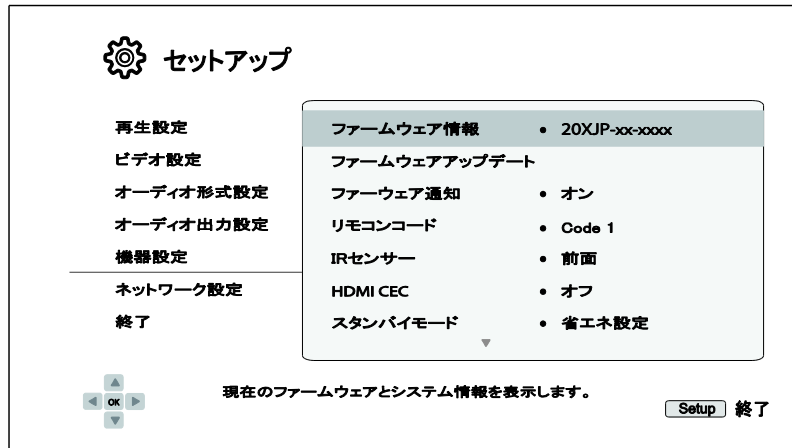 セットアップ
再生設定
ビデオ設定
オーディオ形式設定
オーディオ出力設定
機器設定
ネットワーク設定
終了
ファームウェア情報 • 20XJP-xx-xxxx
ファームウェアアップデート
ファーウェア通知 • オン
リモコンコード • Code 1
IRセンサー • 前面
HDMI CEC • オフ
スタンバイモード • 省エネ設定
OK
現在のファームウェアとシステム情報を表示します。
Setup 終了